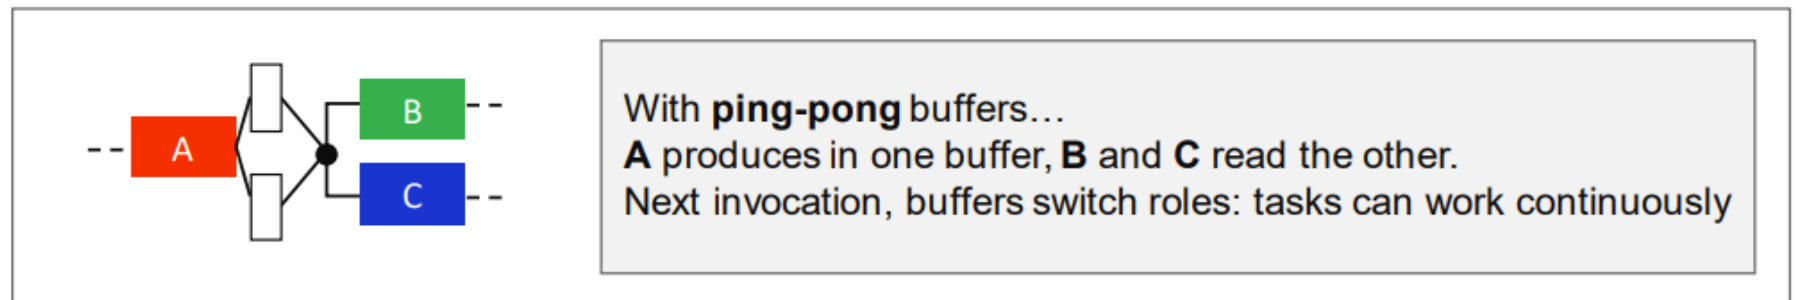 A
B
C
With ping-pong buffers…
A produces in one buffer, B and C read the other.
Next invocation, buffers switch roles: tasks can work continuously